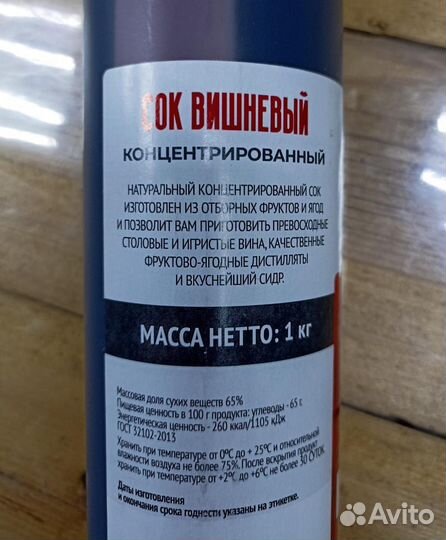 СОК ВИШНЕВЫЙ
КОНЦЕНТРИРОВАННЫЙ
НАТУРАЛЬНЫЙ КОНЦЕНТРИРОВАННЫЙ СОК
ИЗГОТОВЛЕН ИЗ ОТБОРНЫХ ФРУКТОВ И ЯГОД
И ПОЗВОЛИТ ВАМ ПРИГОТОВИТЬ ПРЕВОСХОДНЫЕ
СТОЛОВЫЕ И ИГРИСТЫЕ ВИНА, КАЧЕСТВЕННЫЕ
ФРУКТОВО-ЯГОДНЫЕ ДИСТИЛЛЯТЫ
И ВКУСНЕЙШИЙ СИДР.
МАССА НЕТТО: 1 кг
Массовая доля сухих веществ 65%
Пищевая ценность в 100 г продукта: углеводы - 65 г.
Энергетическая ценность - 260 ккал/1105 кДж
ГОСТ 32102-2013
Хранить при температуре от 0°С до + 25°С и относительной
влажности воздуха не более 75%. После вскрытия продукт
хранить при температуре от +2°С до +6°С не более 30 СУТОК
Даты изготовления
и окончания срока годности указаны на этикетке.
Avito